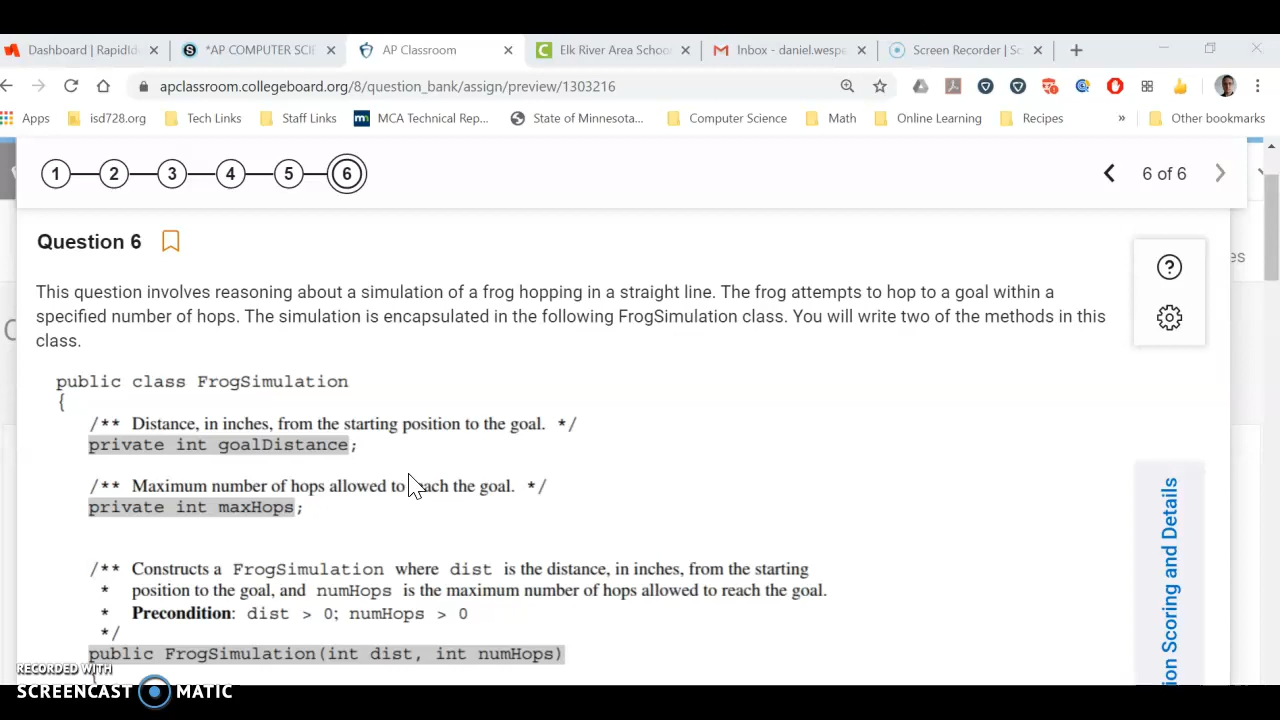 Dashboard | RapidId
*AP COMPUTER SCIE
AP Classroom
Elk River Area Schoo
Inbox - daniel.wespe
Screen Recorder | Sc
apclassroom.collegeboard.org/8/question_bank/assign/preview/1303216
Apps
isd728.org
Tech Links
Staff Links
MCA Technical Rep...
State of Minnesota...
Computer Science
Math
Online Learning
Recipes
»
Other bookmarks
1
2
3
4
5
6
6 of 6
Question 6
This question involves reasoning about a simulation of a frog hopping in a straight line. The frog attempts to hop to a goal within a
specified number of hops. The simulation is encapsulated in the following FrogSimulation class. You will write two of the methods in this
class.
public class FrogSimulation
{
/** Distance, in inches, from the starting position to the goal. */
private int goalDistance;
/** Maximum number of hops allowed to reach the goal. */
private int maxHops;
/** Constructs a FrogSimulation where dist is the distance, in inches, from the starting
* position to the goal, and numHops is the maximum number of hops allowed to reach the goal.
* Precondition: dist > 0; numHops > 0
*/
public FrogSimulation(int dist, int numHops)
ion Scoring and Details
RECORDED WITH
SCREENCAST MATIC